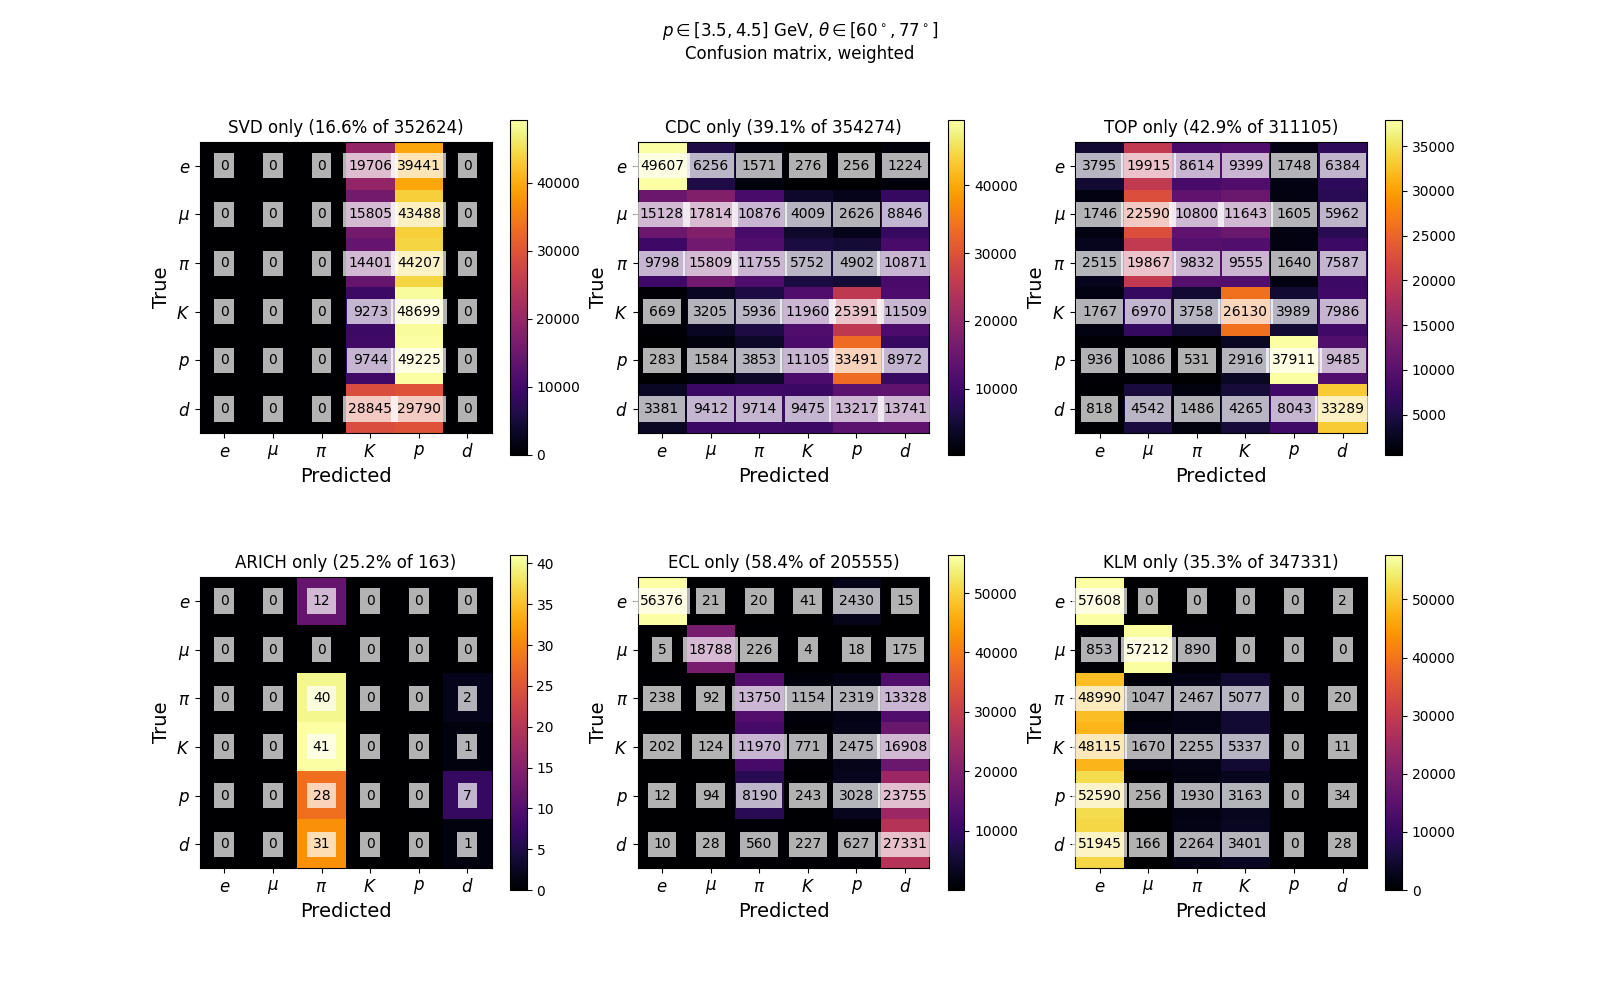 p ∈ [3.5, 4.5] GeV, θ ∈ [60°, 77°]
Confusion matrix, weighted
SVD only (16.6% of 352624)
True
e 0 0 0 19706 39441 0
μ 0 0 0 15805 43488 0
π 0 0 0 14401 44207 0
K 0 0 0 9273 48699 0
p 0 0 0 9744 49225 0
d 0 0 0 28845 29790 0
e μ π K p d
Predicted
40000
30000
20000
10000
0
CDC only (39.1% of 354274)
True
e 49607 6256 1571 276 256 1224
μ 15128 17814 10876 4009 2626 8846
π 9798 15809 11755 5752 4902 10871
K 669 3205 5936 11960 25391 11509
p 283 1584 3853 11105 33491 8972
d 3381 9412 9714 9475 13217 13741
e μ π K p d
Predicted
40000
30000
20000
10000
TOP only (42.9% of 311105)
True
e 3795 19915 8614 9399 1748 6384
μ 1746 22590 10800 11643 1605 5962
π 2515 19867 9832 9555 1640 7587
K 1767 6970 3758 26130 3989 7986
p 936 1086 531 2916 37911 9485
d 818 4542 1486 4265 8043 33289
e μ π K p d
Predicted
35000
30000
25000
20000
15000
10000
5000
ARICH only (25.2% of 163)
True
e 0 0 12 0 0 0
μ 0 0 0 0 0 0
π 0 0 40 0 0 2
K 0 0 41 0 0 1
p 0 0 28 0 0 7
d 0 0 31 0 0 1
e μ π K p d
Predicted
40
35
30
25
20
15
10
5
0
ECL only (58.4% of 205555)
True
e 56376 21 20 41 2430 15
μ 5 18788 226 4 18 175
π 238 92 13750 1154 2319 13328
K 202 124 11970 771 2475 16908
p 12 94 8190 243 3028 23755
d 10 28 560 227 627 27331
e μ π K p d
Predicted
50000
40000
30000
20000
10000
KLM only (35.3% of 347331)
True
e 57608 0 0 0 0 2
μ 853 57212 890 0 0 0
π 48990 1047 2467 5077 0 20
K 48115 1670 2255 5337 0 11
p 52590 256 1930 3163 0 34
d 51945 166 2264 3401 0 28
e μ π K p d
Predicted
50000
40000
30000
20000
10000
0